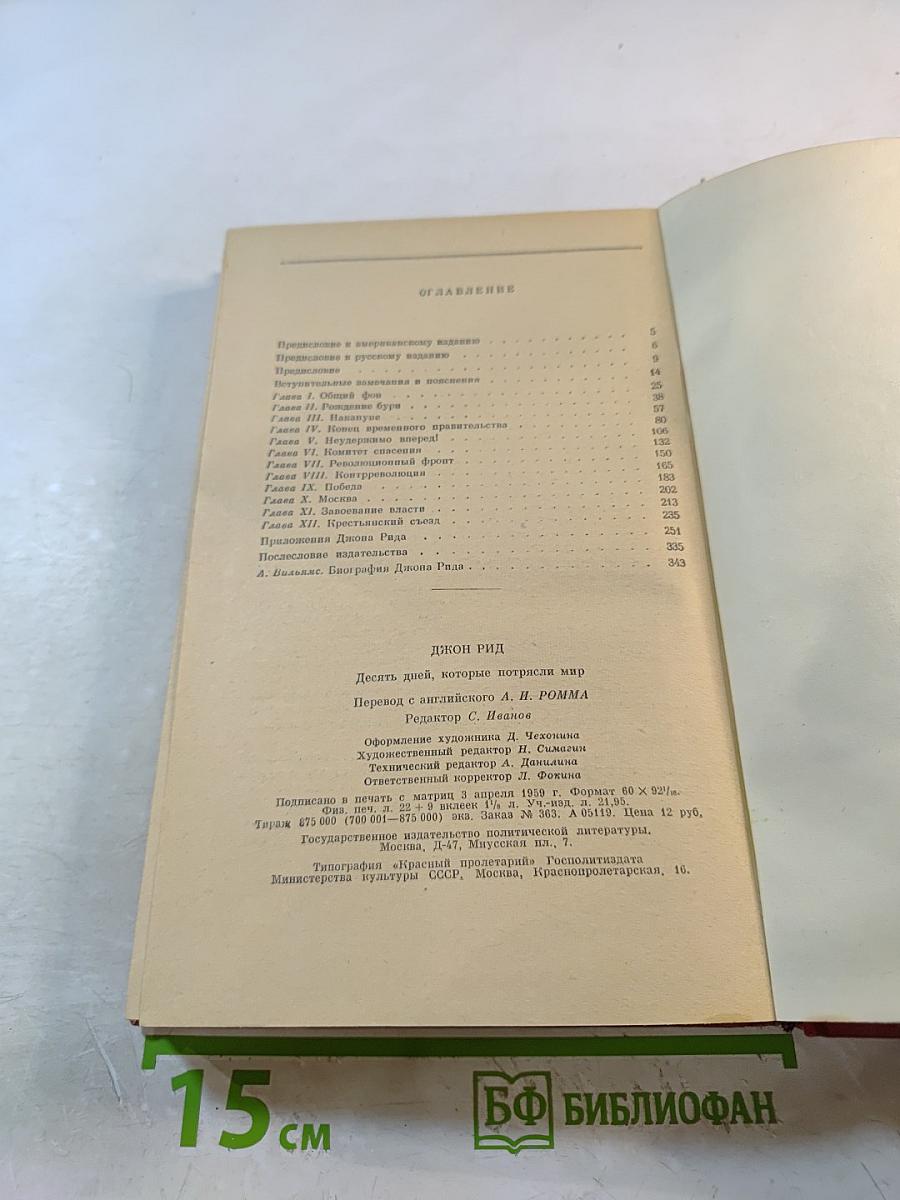 ОГЛАВЛЕНИЕ
Предисловие к американскому изданию . . . . . . . . . . 5
Предисловие к русскому изданию . . . . . . . . . . 6
Предисловие . . . . . . . . . . 9
Вступительные замечания и пояснения . . . . . . . . . . 14
Глава I. Общий фон . . . . . . . . . . 25
Глава II. Рождение бури . . . . . . . . . . 38
Глава III. Накануне . . . . . . . . . . 57
Глава IV. Конец временного правительства . . . . . . . . . . 80
Глава V. Неудержимо вперед! . . . . . . . . . . 106
Глава VI. Комитет спасения . . . . . . . . . . 132
Глава VII. Революционный фронт . . . . . . . . . . 150
Глава VIII. Контрреволюция . . . . . . . . . . 165
Глава IX. Победа . . . . . . . . . . 183
Глава X. Москва . . . . . . . . . . 202
Глава XI. Завоевание власти . . . . . . . . . . 213
Глава XII. Крестьянский съезд . . . . . . . . . . 235
Приложения Джона Рида . . . . . . . . . . 251
Послесловие издательства . . . . . . . . . . 335
А. Вильямс. Биография Джона Рида . . . . . . . . . . 343
ДЖОН РИД
Десять дней, которые потрясли мир
Перевод с английского А. И. РОММА
Редактор С. Иванов
Оформление художника Д. Чехонина
Художественный редактор Н. Симагин
Технический редактор А. Данилина
Ответственный корректор Л. Фокина
Подписано в печать с матриц 3 апреля 1959 г. Формат 60 × 92 1/16.
Физ. печ. л. 22 + 9 вклеек 1 1/8 л. Уч.-изд. л. 21,95.
Тираж 875 000 (700 001—875 000) экз. Заказ № 363. А 05119. Цена 12 руб,
Государственное издательство политической литературы.
Москва, Д-47, Миусская пл., 7.
Типография «Красный пролетарий» Госполитиздата
Министерства культуры СССР. Москва, Краснопролетарская, 16.
15 см
БФ БИБЛИОФАН